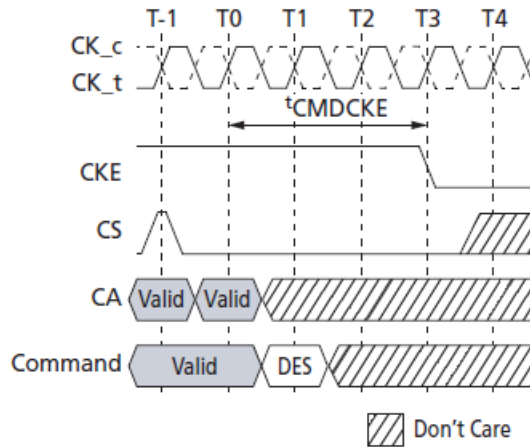 T-1 T0 T1 T2 T3 T4
CK_c
CK_t
tCMDCKE
CKE
CS
CA Valid Valid
Command Valid DES
Don't Care